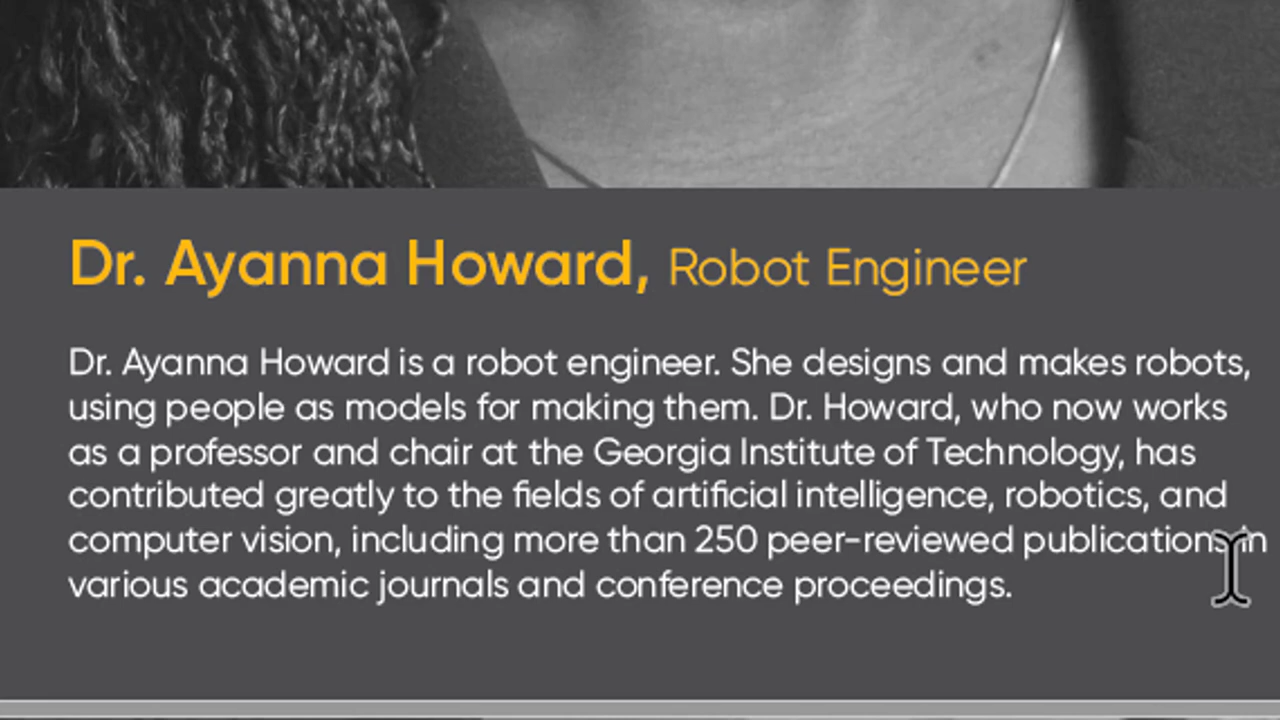 Dr. Ayanna Howard, Robot Engineer
Dr. Ayanna Howard is a robot engineer. She designs and makes robots,
using people as models for making them. Dr. Howard, who now works
as a professor and chair at the Georgia Institute of Technology, has
contributed greatly to the fields of artificial intelligence, robotics, and
computer vision, including more than 250 peer-reviewed publications in
various academic journals and conference proceedings.